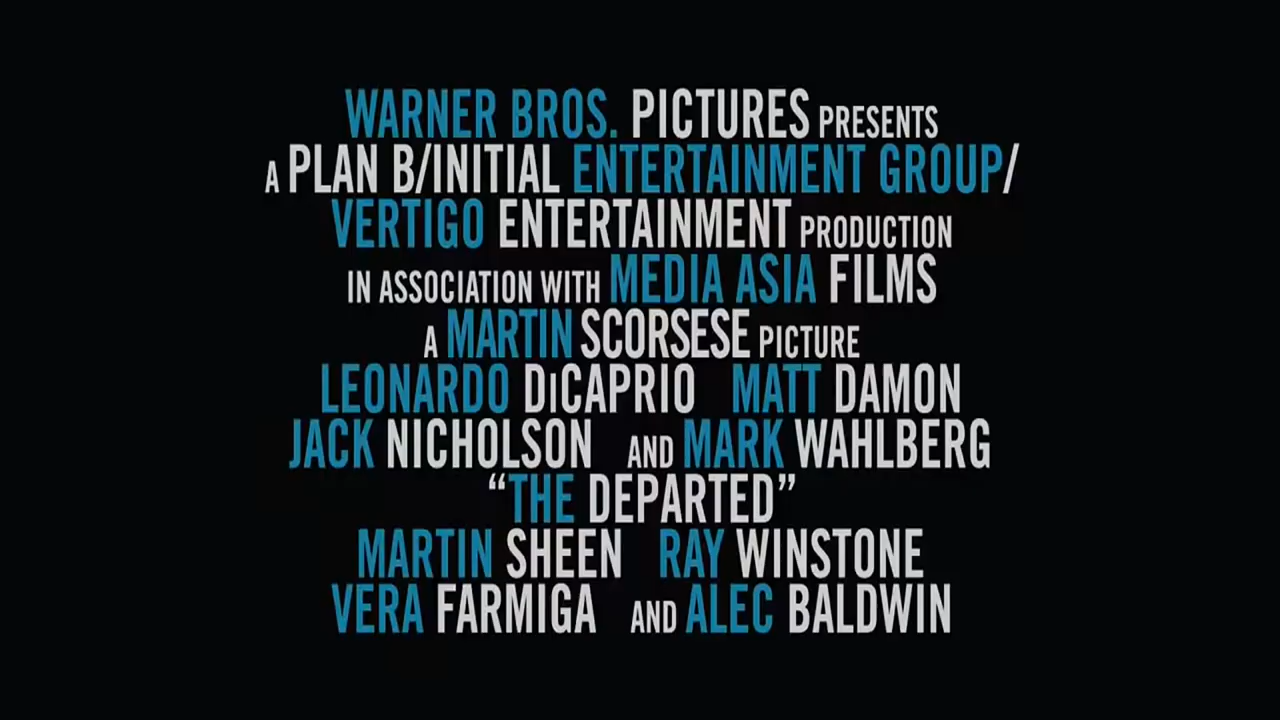 WARNER BROS. PICTURES PRESENTS
A PLAN B/INITIAL ENTERTAINMENT GROUP/
VERTIGO ENTERTAINMENT PRODUCTION
IN ASSOCIATION WITH MEDIA ASIA FILMS
A MARTIN SCORSESE PICTURE
LEONARDO DiCAPRIO MATT DAMON
JACK NICHOLSON AND MARK WAHLBERG
“THE DEPARTED”
MARTIN SHEEN RAY WINSTONE
VERA FARMIGA AND ALEC BALDWIN